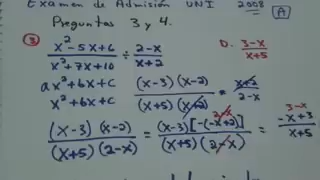 Examen de Admisión UNI 2008 A
Preguntas 3 y 4.
③ x²-5x+6 / x²+7x+10 ÷ 2-x / x+2 D. 3-x / x+5
ax²+bx+c
x²+bx+c (x-3)(x-2) / (x+5)(x+2) • x+2 / 2-x
(x-3)(x-2) / (x+5)(2-x) = (x-3)[-(-x+2)] / (x+5)(2-x) = 3-x -x+3 / x+5